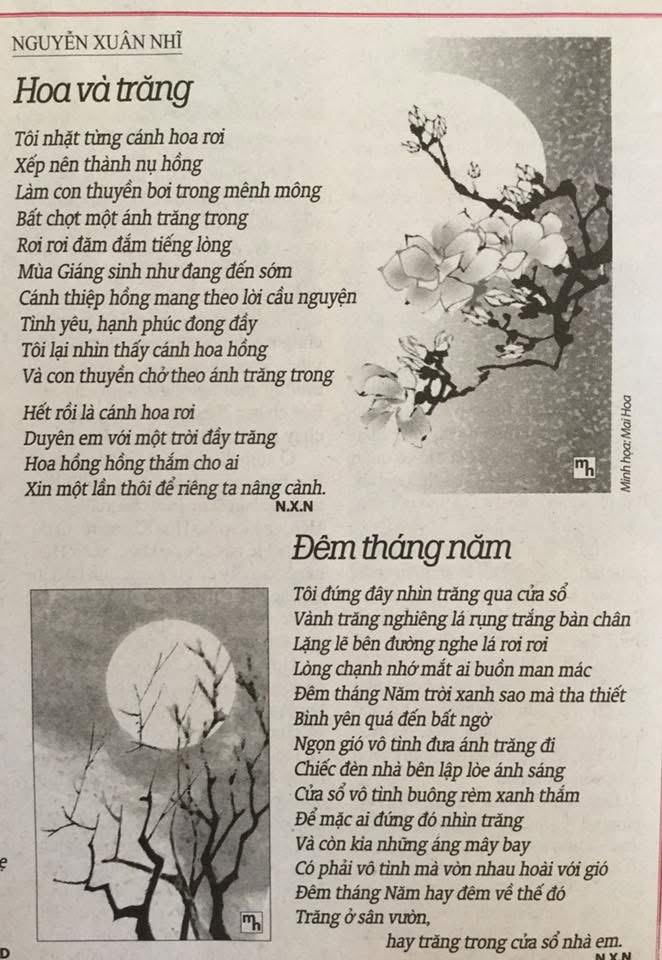 NGUYỄN XUÂN NHĨ
Hoa và trăng
Tôi nhặt từng cánh hoa rơi
Xếp nên thành nụ hồng
Làm con thuyền bơi trong mênh mông
Bất chợt một ánh trăng trong
Rơi rơi đăm đắm tiếng lòng
Mùa Giáng sinh như đang đến sớm
Cánh thiệp hồng mang theo lời cầu nguyện
Tình yêu, hạnh phúc đong đầy
Tôi lại nhìn thấy cánh hoa hồng
Và con thuyền chở theo ánh trăng trong
Hết rồi là cánh hoa rơi
Duyên em với một trời đầy trăng
Hoa hồng hồng thắm cho ai
Xin một lần thôi để riêng ta nâng cành.
N.X.N
mh
Minh họa: Mai Hoa
Đêm tháng năm
Tôi đứng đây nhìn trăng qua cửa sổ
Vành trăng nghiêng lá rụng trắng bàn chân
Lặng lẽ bên đường nghe lá rơi rơi
Lòng chạnh nhớ mắt ai buồn man mác
Đêm tháng Năm trời xanh sao mà tha thiết
Bình yên quá đến bất ngờ
Ngọn gió vô tình đưa ánh trăng đi
Chiếc đèn nhà bên lập lòe ánh sáng
Cửa sổ vô tình buông rèm xanh thắm
Để mặc ai đứng đó nhìn trăng
Và còn kia những áng mây bay
Có phải vô tình mà vòn nhau hoài với gió
Đêm tháng Năm hay đêm về thế đó
Trăng ở sân vườn,
hay trăng trong cửa sổ nhà em.
N.X.N
mh
ẹ
D